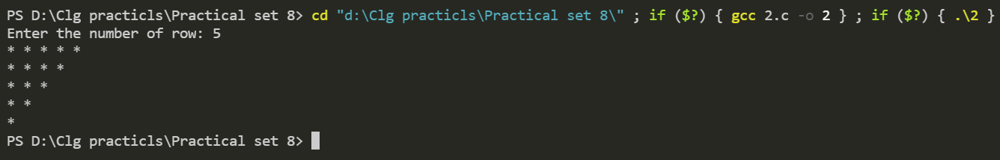 PS D:\Clg practicls\Practical set 8> cd "d:\Clg practicls\Practical set 8\" ; if ($?) { gcc 2.c -o 2 } ; if ($?) { .\2 }
Enter the number of row: 5
* * * * *
* * * *
* * *
* *
*
PS D:\Clg practicls\Practical set 8>